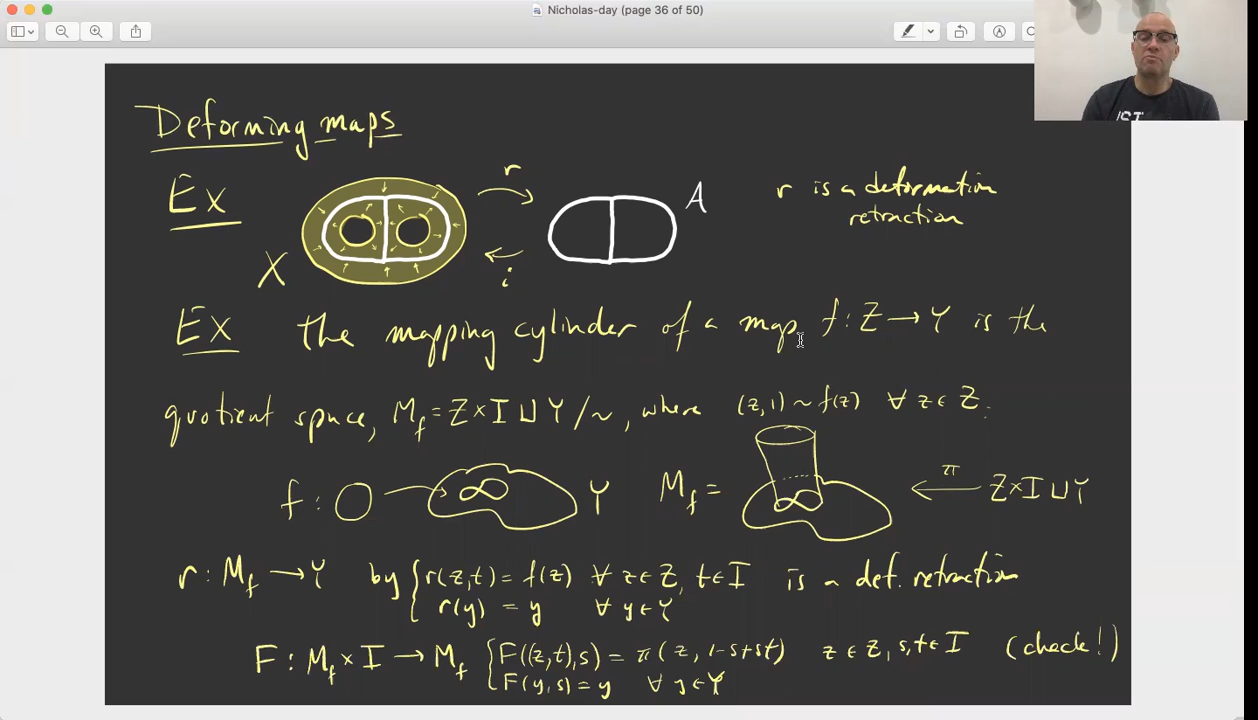 Nicholas-day (page 36 of 50)
Deforming maps
Ex
r
A
r is a deformation
retraction
X
i
Ex the mapping cylinder of a map f : Z → Y is the
quotient space, M_f = Z × I ⊔ Y / ~, where (z, 1) ~ f(z) ∀ z ∈ Z.
f : Y M_f = π Z × I ⊔ Y
r : M_f → Y by { r(z, t) = f(z) ∀ z ∈ Z, t ∈ I is a def. retraction
r(y) = y ∀ y ∈ Y
F : M_f × I → M_f { F((z, t), s) = π(z, 1-s+st) z ∈ Z, s, t ∈ I (check!)
F(y, s) = y ∀ y ∈ Y